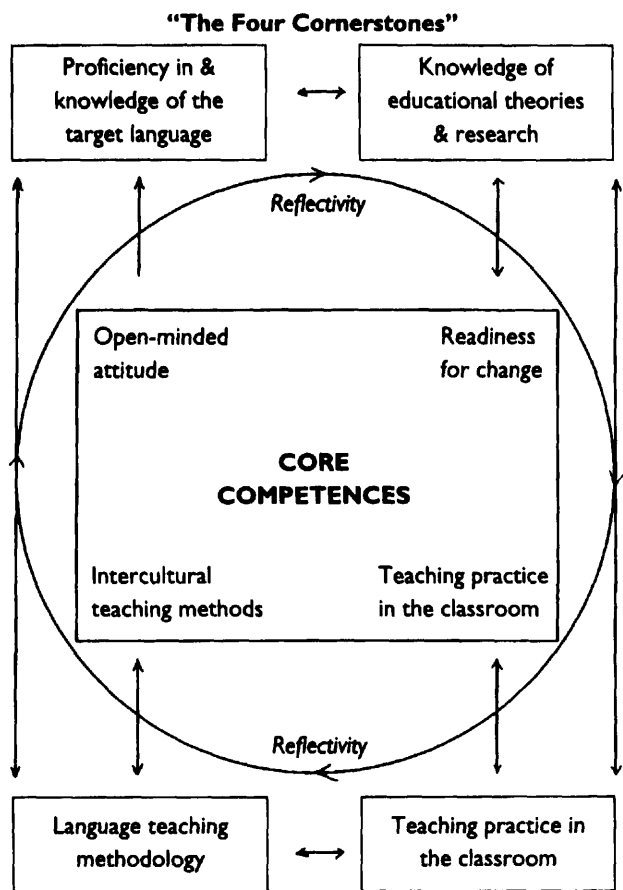 "The Four Cornerstones"
Proficiency in &
knowledge of the
target language
Knowledge of
educational theories
& research
Reflectivity
Open-minded
attitude
Readiness
for change
CORE
COMPETENCES
Intercultural
teaching methods
Teaching practice
in the classroom
Reflectivity
Language teaching
methodology
Teaching practice in
the classroom